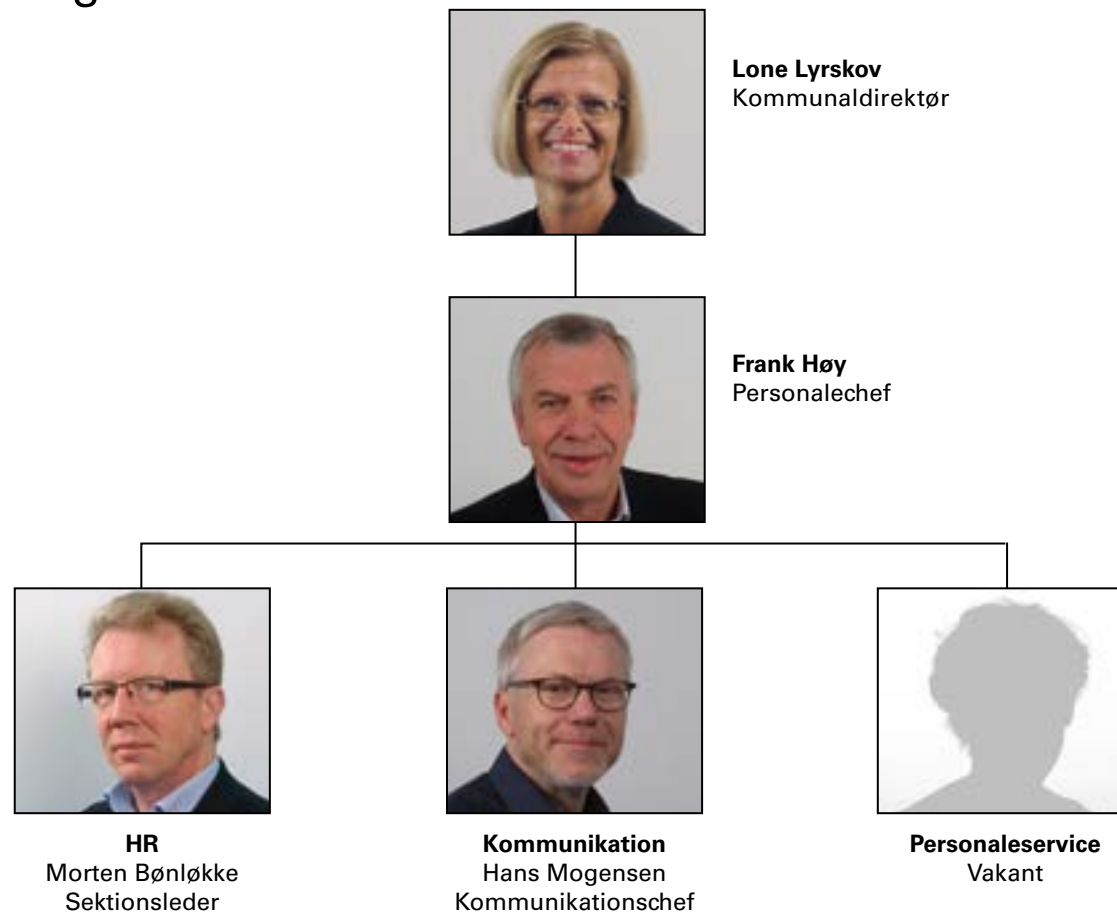 Lone Lyrskov
Kommunaldirektør
Frank Høy
Personalechef
HR
Morten Bønløkke
Sektionsleder
Kommunikation
Hans Mogensen
Kommunikationschef
Personaleservice
Vakant